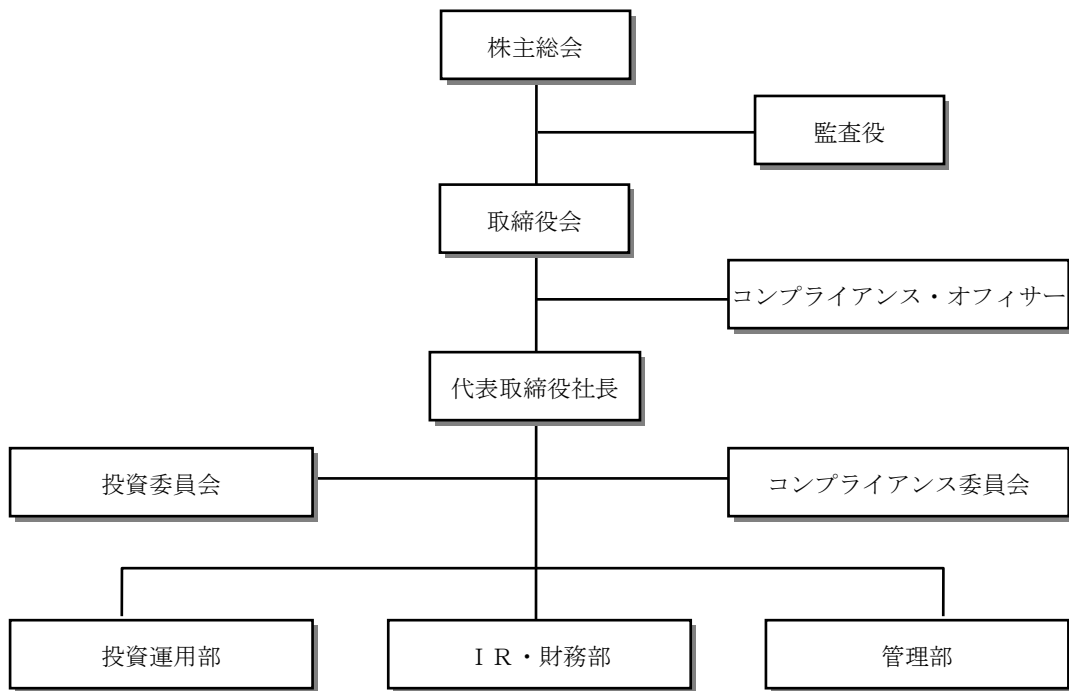 株主総会
監査役
取締役会
コンプライアンス・オフィサー
代表取締役社長
投資委員会
コンプライアンス委員会
投資運用部
ＩＲ・財務部
管理部